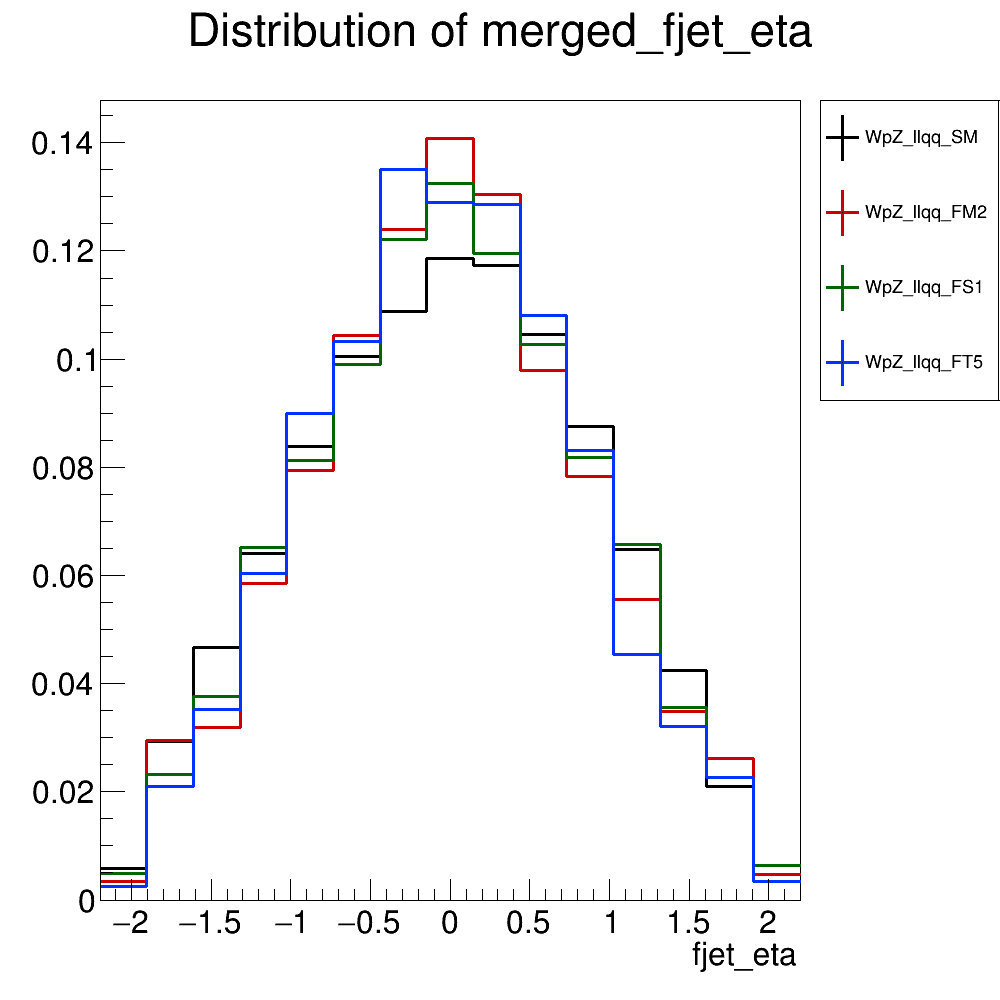 Distribution of merged_fjet_eta
0.14
0.12
0.1
0.08
0.06
0.04
0.02
0
−2 −1.5 −1 −0.5 0 0.5 1 1.5 2
fjet_eta
WpZ_llqq_SM
WpZ_llqq_FM2
WpZ_llqq_FS1
WpZ_llqq_FT5